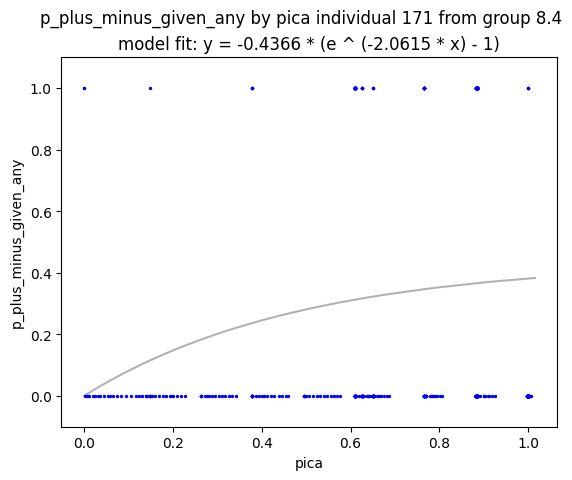 p_plus_minus_given_any by pica individual 171 from group 8.4
model fit: y = -0.4366 * (e ^ (-2.0615 * x) - 1)
1.0
0.8
0.6
0.4
0.2
0.0
p_plus_minus_given_any
0.0 0.2 0.4 0.6 0.8 1.0
pica